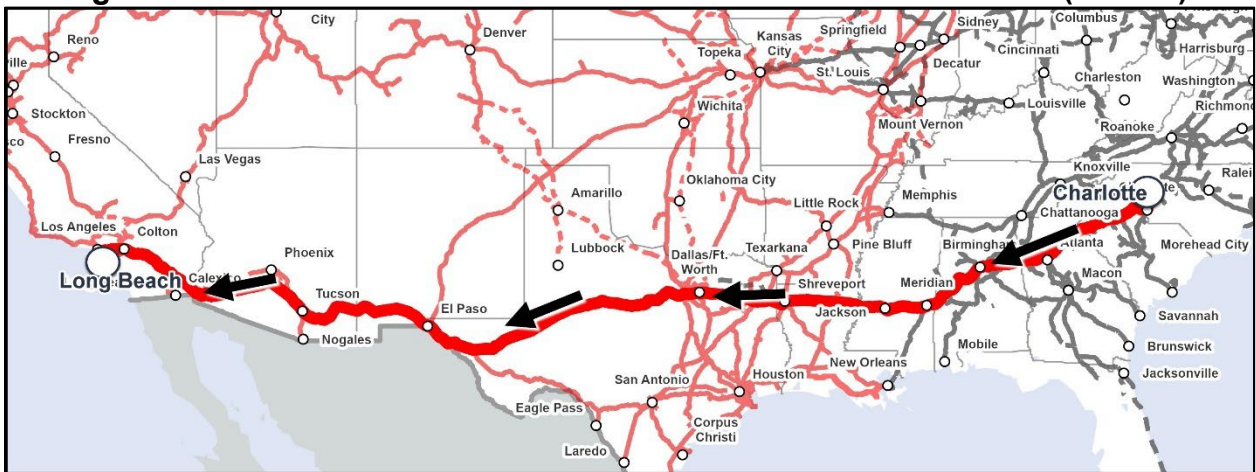 City
Reno
Denver
Topeka
Kansas
City
Springfield
Sidney
Columbus
Decatur
Cincinnati
Harrisburg
ville
Stockton
St. Louis
Charleston
Washington
Wichita
Louisville
Fresno
Mount Vernon
Roanoke
Las Vegas
Knoxville
Oklahoma City
Memphis
Charlotte
Amarillo
Little Rock
Chattanooga
Los Angeles
Colton
Phoenix
Lubbock
Dallas/Ft.
Worth
Texarkana
Pine Bluff
Birmingham
Atlanta
Morehead City
Long Beach
Calexico
Tucson
El Paso
Shreveport
Meridian
Macon
Jackson
Savannah
Nogales
Mobile
Brunswick
San Antonio
Houston
New Orleans
Jacksonville
Eagle Pass
Corpus
Christi
Laredo